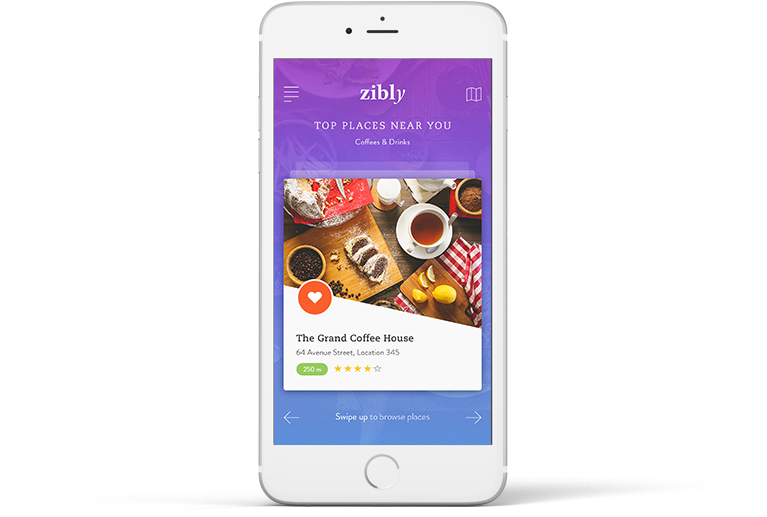 zibly
TOP PLACES NEAR YOU
Coffees & Drinks
The Grand Coffee House
64 Avenue Street, Location 345
250 m
Swipe up to browse places